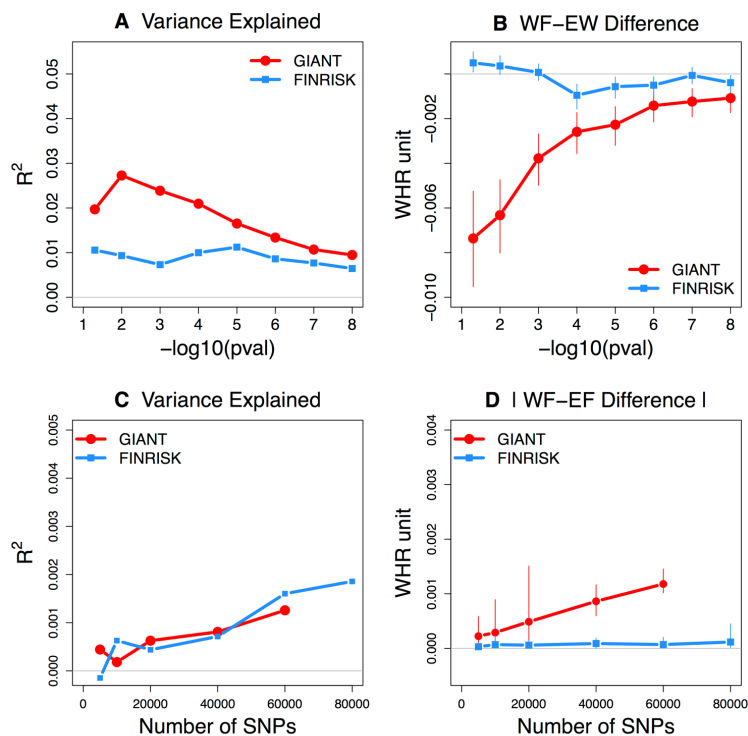 A Variance Explained
GIANT
FINRISK
R2
0.05
0.04
0.03
0.02
0.01
0.00
1 2 3 4 5 6 7 8
−log10(pval)
B WF−EW Difference
WHR unit
−0.002
−0.006
−0.010
GIANT
FINRISK
1 2 3 4 5 6 7 8
−log10(pval)
C Variance Explained
GIANT
FINRISK
R2
0.005
0.004
0.003
0.002
0.001
0.000
0 20000 40000 60000 80000
Number of SNPs
D | WF−EF Difference |
GIANT
FINRISK
WHR unit
0.004
0.003
0.002
0.001
0.000
0 20000 40000 60000 80000
Number of SNPs